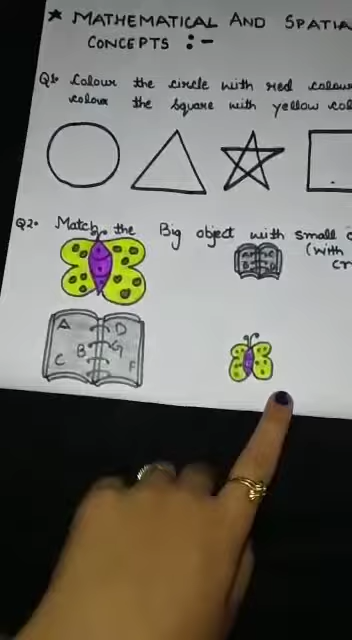 * MATHEMATICAL AND SPATIA
CONCEPTS :-
Q1. Colour the circle with red colou
colour the square with yellow col
Q2. Match the Big object with small
(with
A D
B G
C F